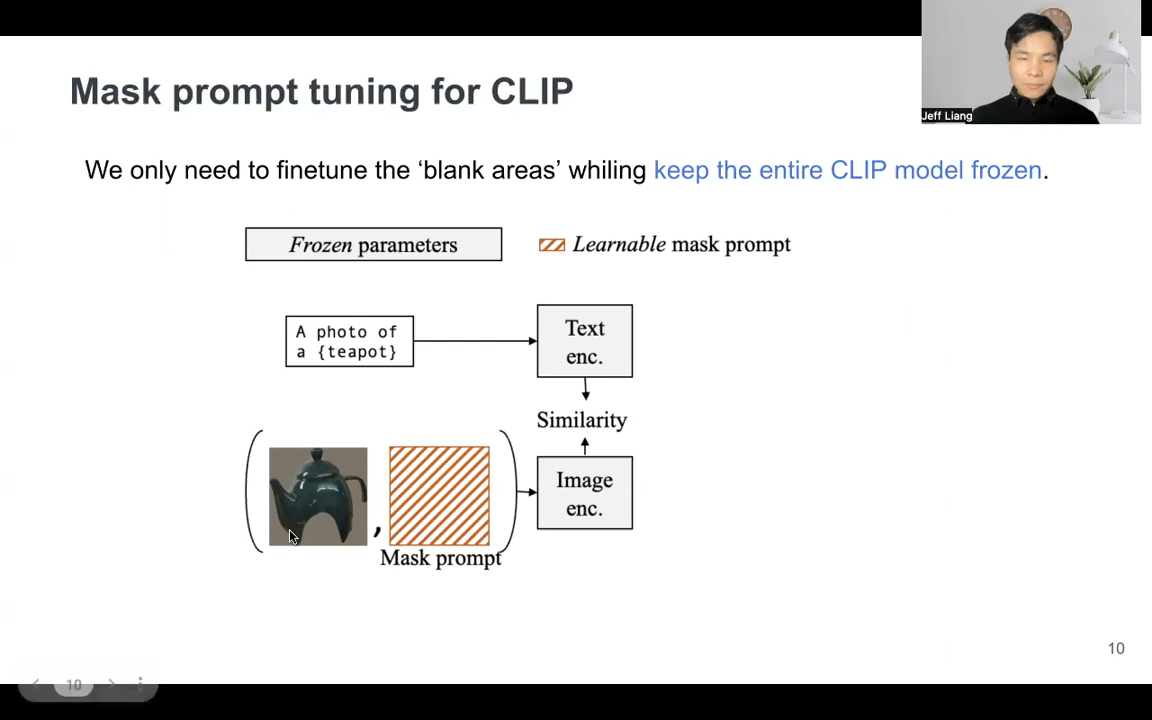 Mask prompt tuning for CLIP
Jeff Liang
We only need to finetune the ‘blank areas’ whiling keep the entire CLIP model frozen.
Frozen parameters
Learnable mask prompt
A photo of
a {teapot}
Text
enc.
Similarity
Image
enc.
,
Mask prompt
10
10